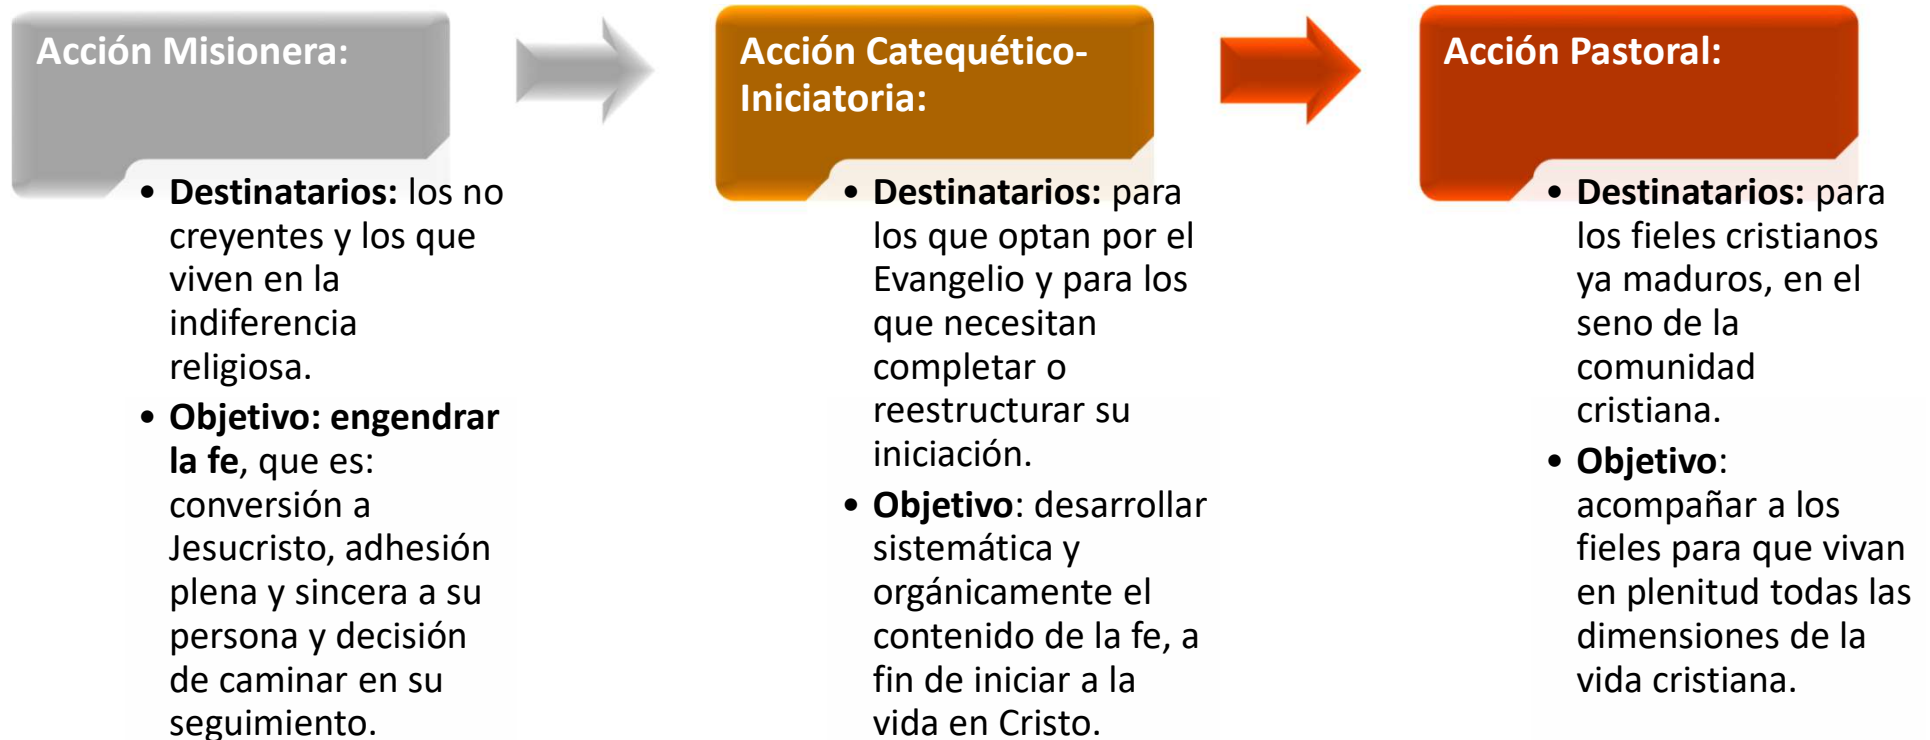 Acción Misionera:
• Destinatarios: los no
creyentes y los que
viven en la
indiferencia
religiosa.
• Objetivo: engendrar
la fe, que es:
conversión a
Jesucristo, adhesión
plena y sincera a su
persona y decisión
de caminar en su
seguimiento.
Acción Catequético-
Iniciatoria:
• Destinatarios: para
los que optan por el
Evangelio y para los
que necesitan
completar o
reestructurar su
iniciación.
• Objetivo: desarrollar
sistemática y
orgánicamente el
contenido de la fe, a
fin de iniciar a la
vida en Cristo.
Acción Pastoral:
• Destinatarios: para
los fieles cristianos
ya maduros, en el
seno de la
comunidad
cristiana.
• Objetivo:
acompañar a los
fieles para que vivan
en plenitud todas las
dimensiones de la
vida cristiana.